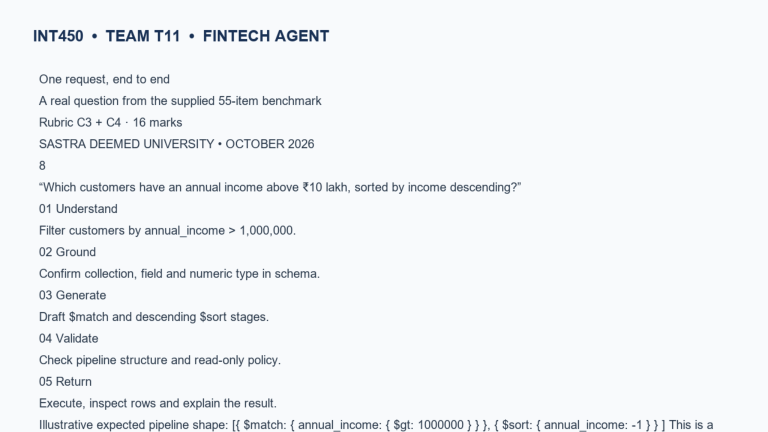 INT450 • TEAM T11 • FINTECH AGENT
One request, end to end
A real question from the supplied 55-item benchmark
Rubric C3 + C4 · 16 marks
SASTRA DEEMED UNIVERSITY • OCTOBER 2026
8
“Which customers have an annual income above ₹10 lakh, sorted by income descending?”
01 Understand
Filter customers by annual_income > 1,000,000.
02 Ground
Confirm collection, field and numeric type in schema.
03 Generate
Draft $match and descending $sort stages.
04 Validate
Check pipeline structure and read-only policy.
05 Return
Execute, inspect rows and explain the result.
Illustrative expected pipeline shape: [{ $match: { annual_income: { $gt: 1000000 } } }, { $sort: { annual_income: -1 } } ] This is a